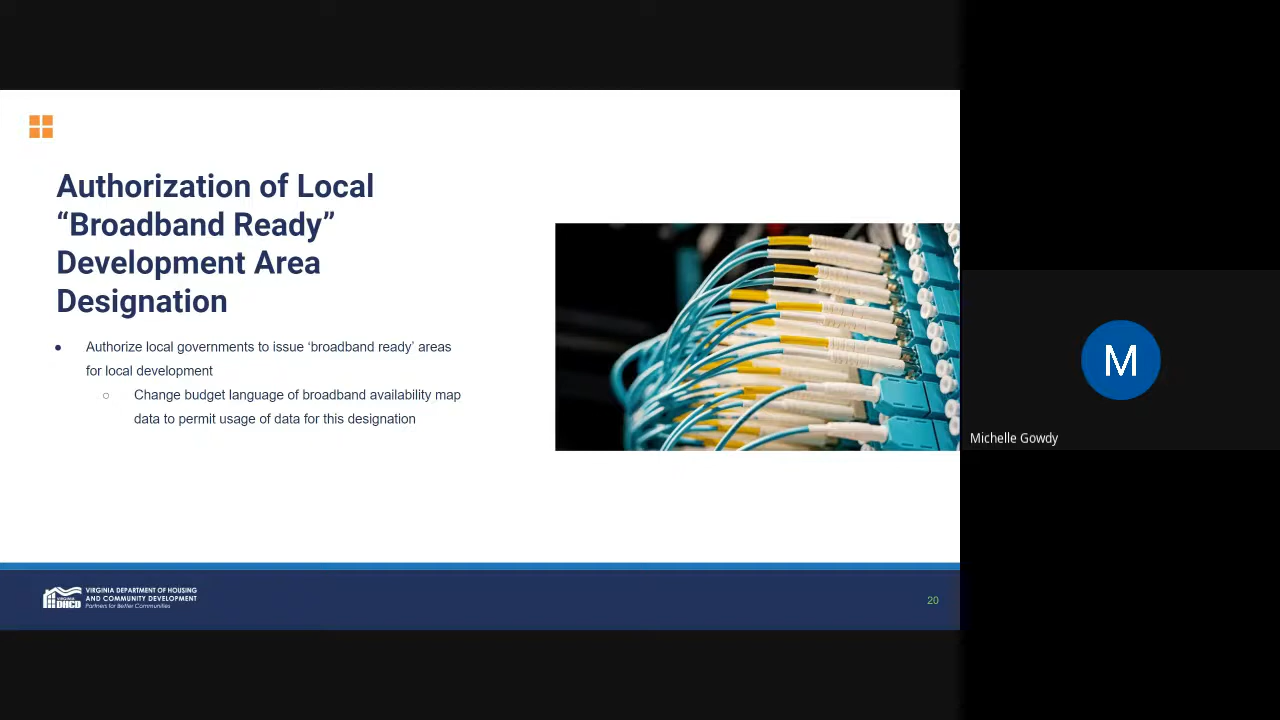 Authorization of Local
“Broadband Ready”
Development Area
Designation
● Authorize local governments to issue ‘broadband ready’ areas
for local development
○ Change budget language of broadband availability map
data to permit usage of data for this designation
VIRGINIA DEPARTMENT OF HOUSING
AND COMMUNITY DEVELOPMENT
DHCD
Partners for Better Communities
20
M
Michelle Gowdy